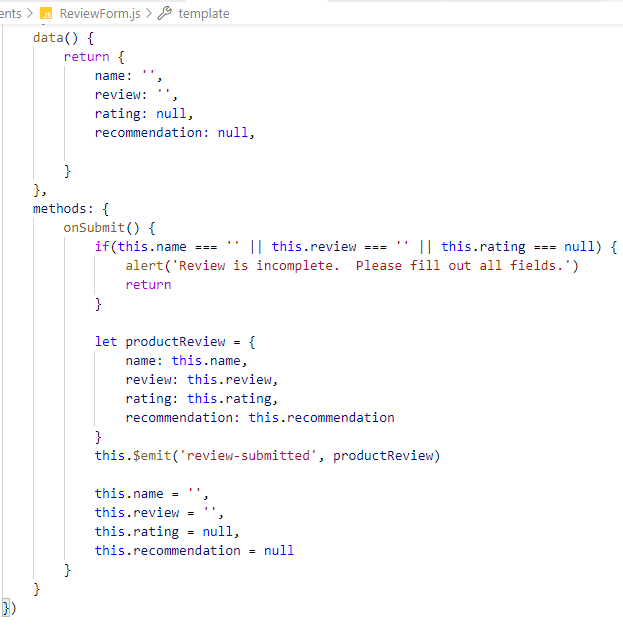 ents > JS ReviewForm.js > template
data() {
return {
name: '',
review: '',
rating: null,
recommendation: null,
}
},
methods: {
onSubmit() {
if(this.name === '' || this.review === '' || this.rating === null) {
alert('Review is incomplete.  Please fill out all fields.')
return
}
let productReview = {
name: this.name,
review: this.review,
rating: this.rating,
recommendation: this.recommendation
}
this.$emit('review-submitted', productReview)
this.name = '',
this.review = '',
this.rating = null,
this.recommendation = null
}
}
})